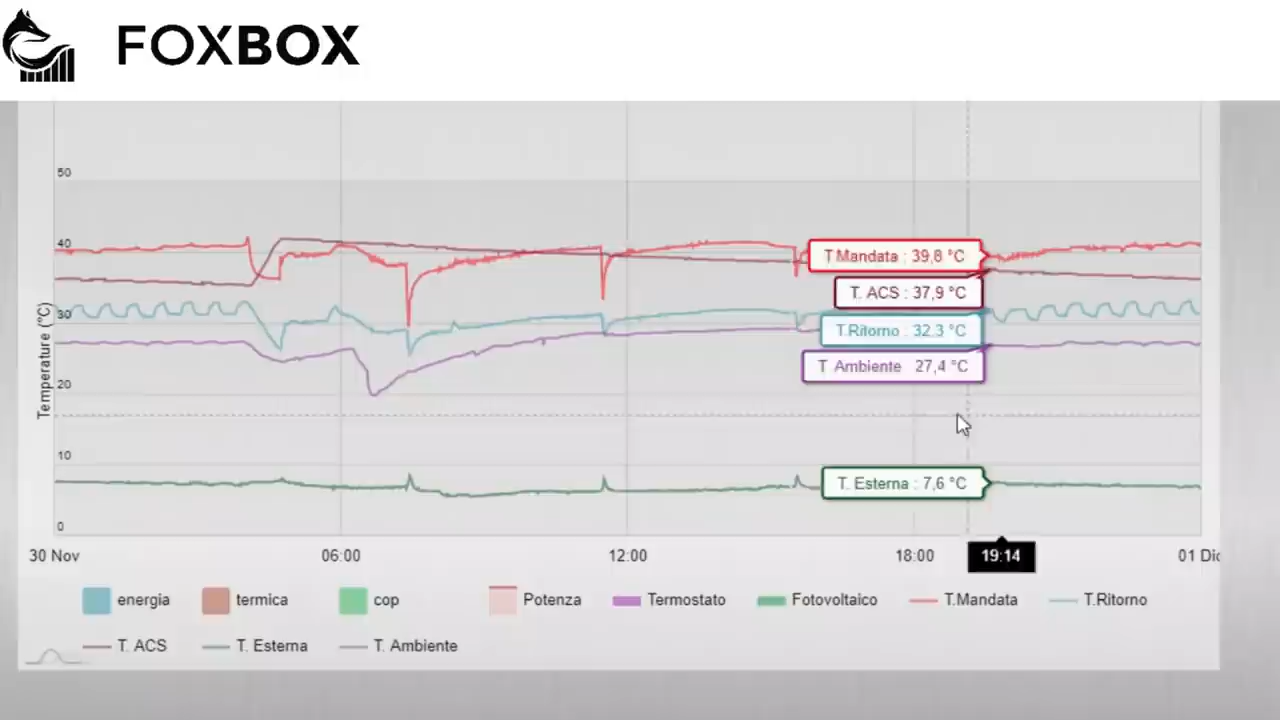 FOXBOX
50
40
30
20
10
0
Temperature (°C)
T.Mandata : 39,8 °C
T. ACS : 37,9 °C
T.Ritorno : 32,3 °C
T Ambiente 27,4 °C
T. Esterna : 7,6 °C
30 Nov 06:00 12:00 18:00 19:14 01 Dic
energia termica cop Potenza Termostato Fotovoltaico T.Mandata T.Ritorno
T. ACS T. Esterna T. Ambiente